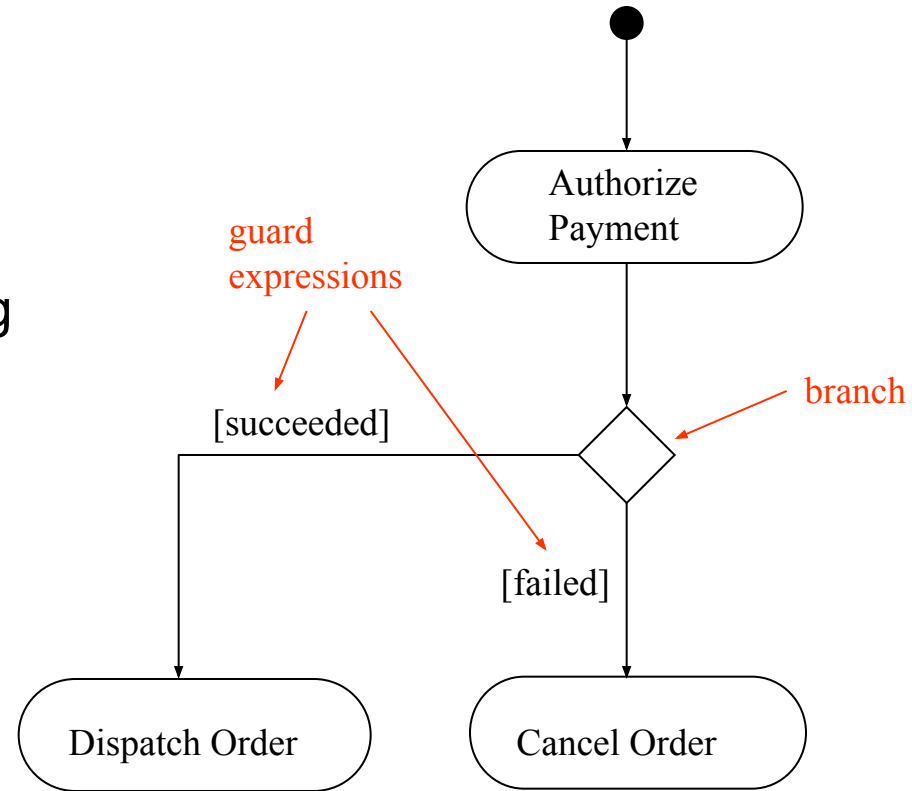 Authorize
Payment
guard
expressions
g
branch
[succeeded]
[failed]
Dispatch Order
Cancel Order